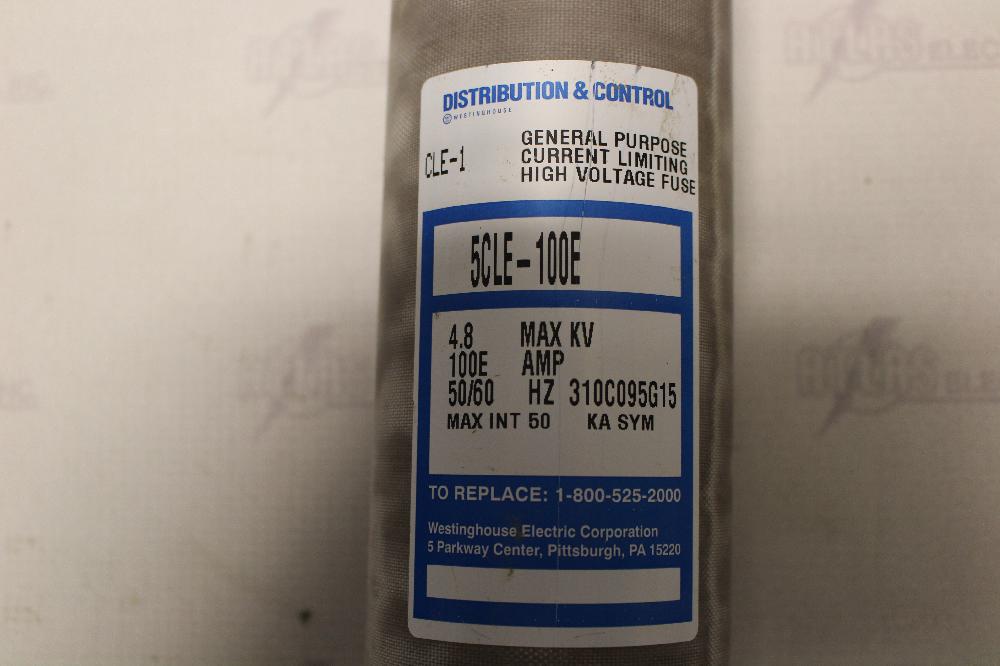 DISTRIBUTION & CONTROL
WESTINGHOUSE
CLE-1
GENERAL PURPOSE
CURRENT LIMITING
HIGH VOLTAGE FUSE
5CLE-100E
4.8 MAX KV
100E AMP
50/60 HZ 310C095G15
MAX INT 50 KA SYM
TO REPLACE: 1-800-525-2000
Westinghouse Electric Corporation
5 Parkway Center, Pittsburgh, PA 15220